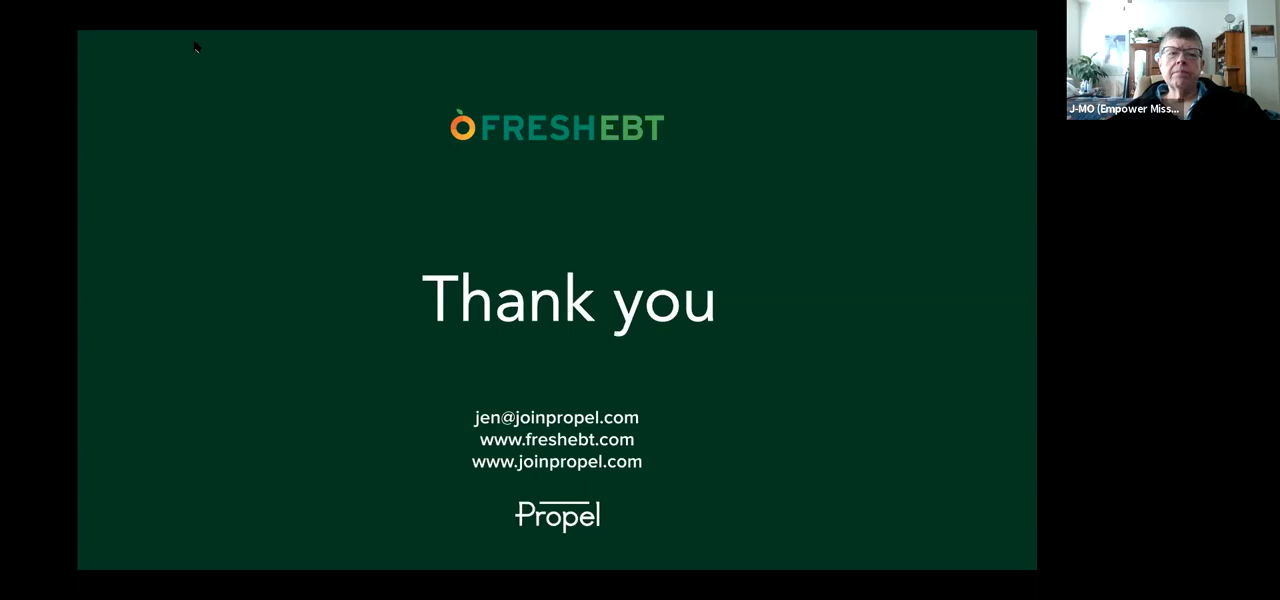 FRESHEBT
Thank you
jen@joinpropel.com
www.freshebt.com
www.joinpropel.com
Propel
J-MO (Empower Miss...